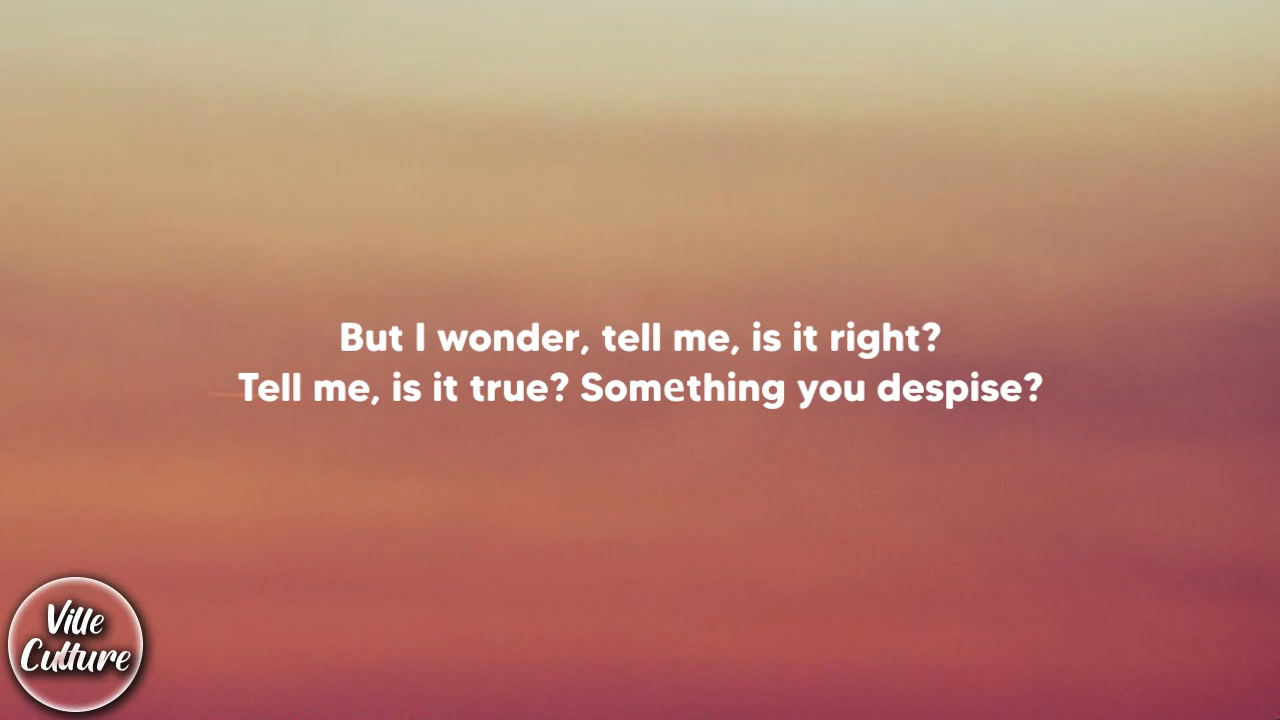 But I wonder, tell me, is it right?
Tell me, is it true? Something you despise?
Ville
Culture